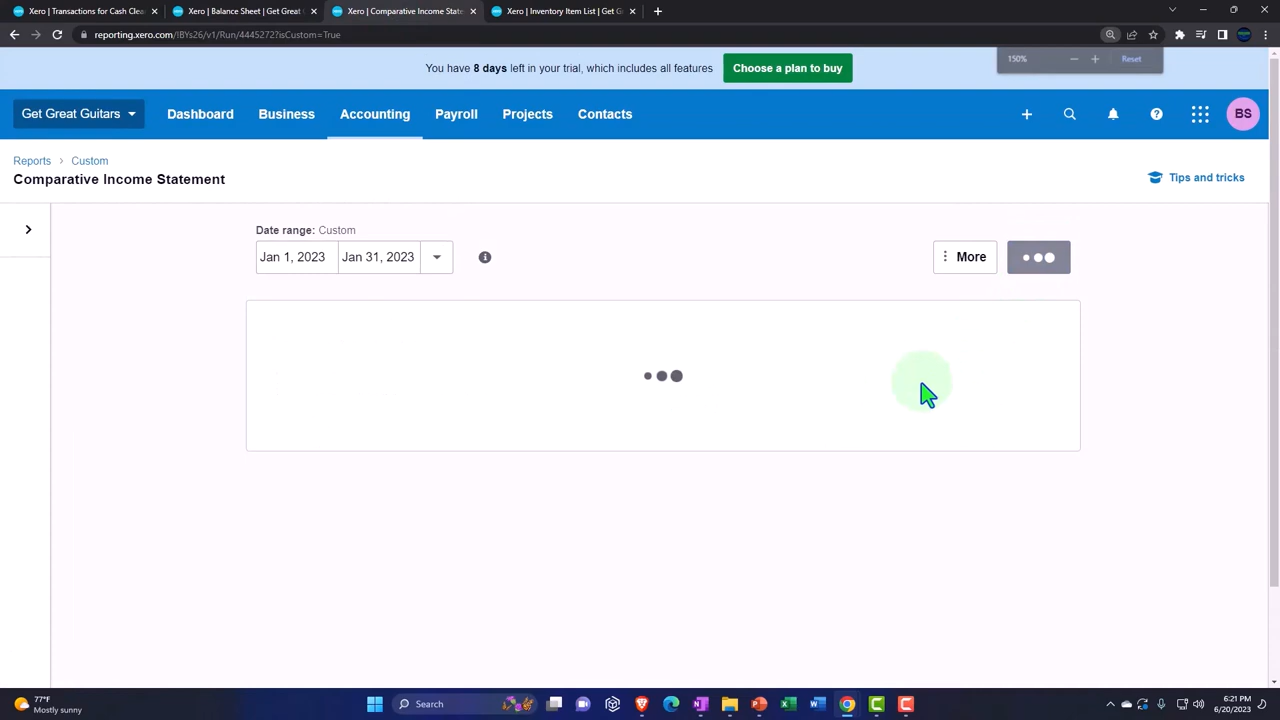 Xero | Transactions for Cash Clea
Xero | Balance Sheet | Get Great
Xero | Comparative Income State
Xero | Inventory Item List | Get G
reporting.xero.com/!BYs26/v1/Run/4445272?isCustom=True
You have 8 days left in your trial, which includes all features
Choose a plan to buy
150%
Reset
Get Great Guitars
Dashboard
Business
Accounting
Payroll
Projects
Contacts
BS
Reports
Custom
Comparative Income Statement
Tips and tricks
Date range: Custom
Jan 1, 2023
Jan 31, 2023
More
77°F
Mostly sunny
Search
6:21 PM
6/20/2023